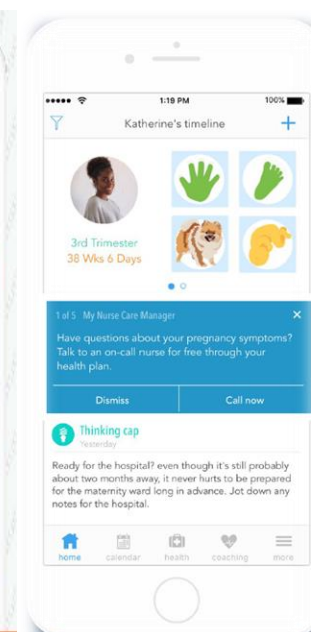 1:19 PM
100%
Katherine's timeline
3rd Trimester
38 Wks 6 Days
1 of 5 My Nurse Care Manager
Have questions about your pregnancy symptoms?
Talk to an on-call nurse for free through your
health plan.
Dismiss
Call now
Thinking cap
Yesterday
Ready for the hospital? even though it's still probably
about two months away, it never hurts to be prepared
for the maternity ward long in advance. Jot down any
notes for the hospital.
home
calendar
health
coaching
more